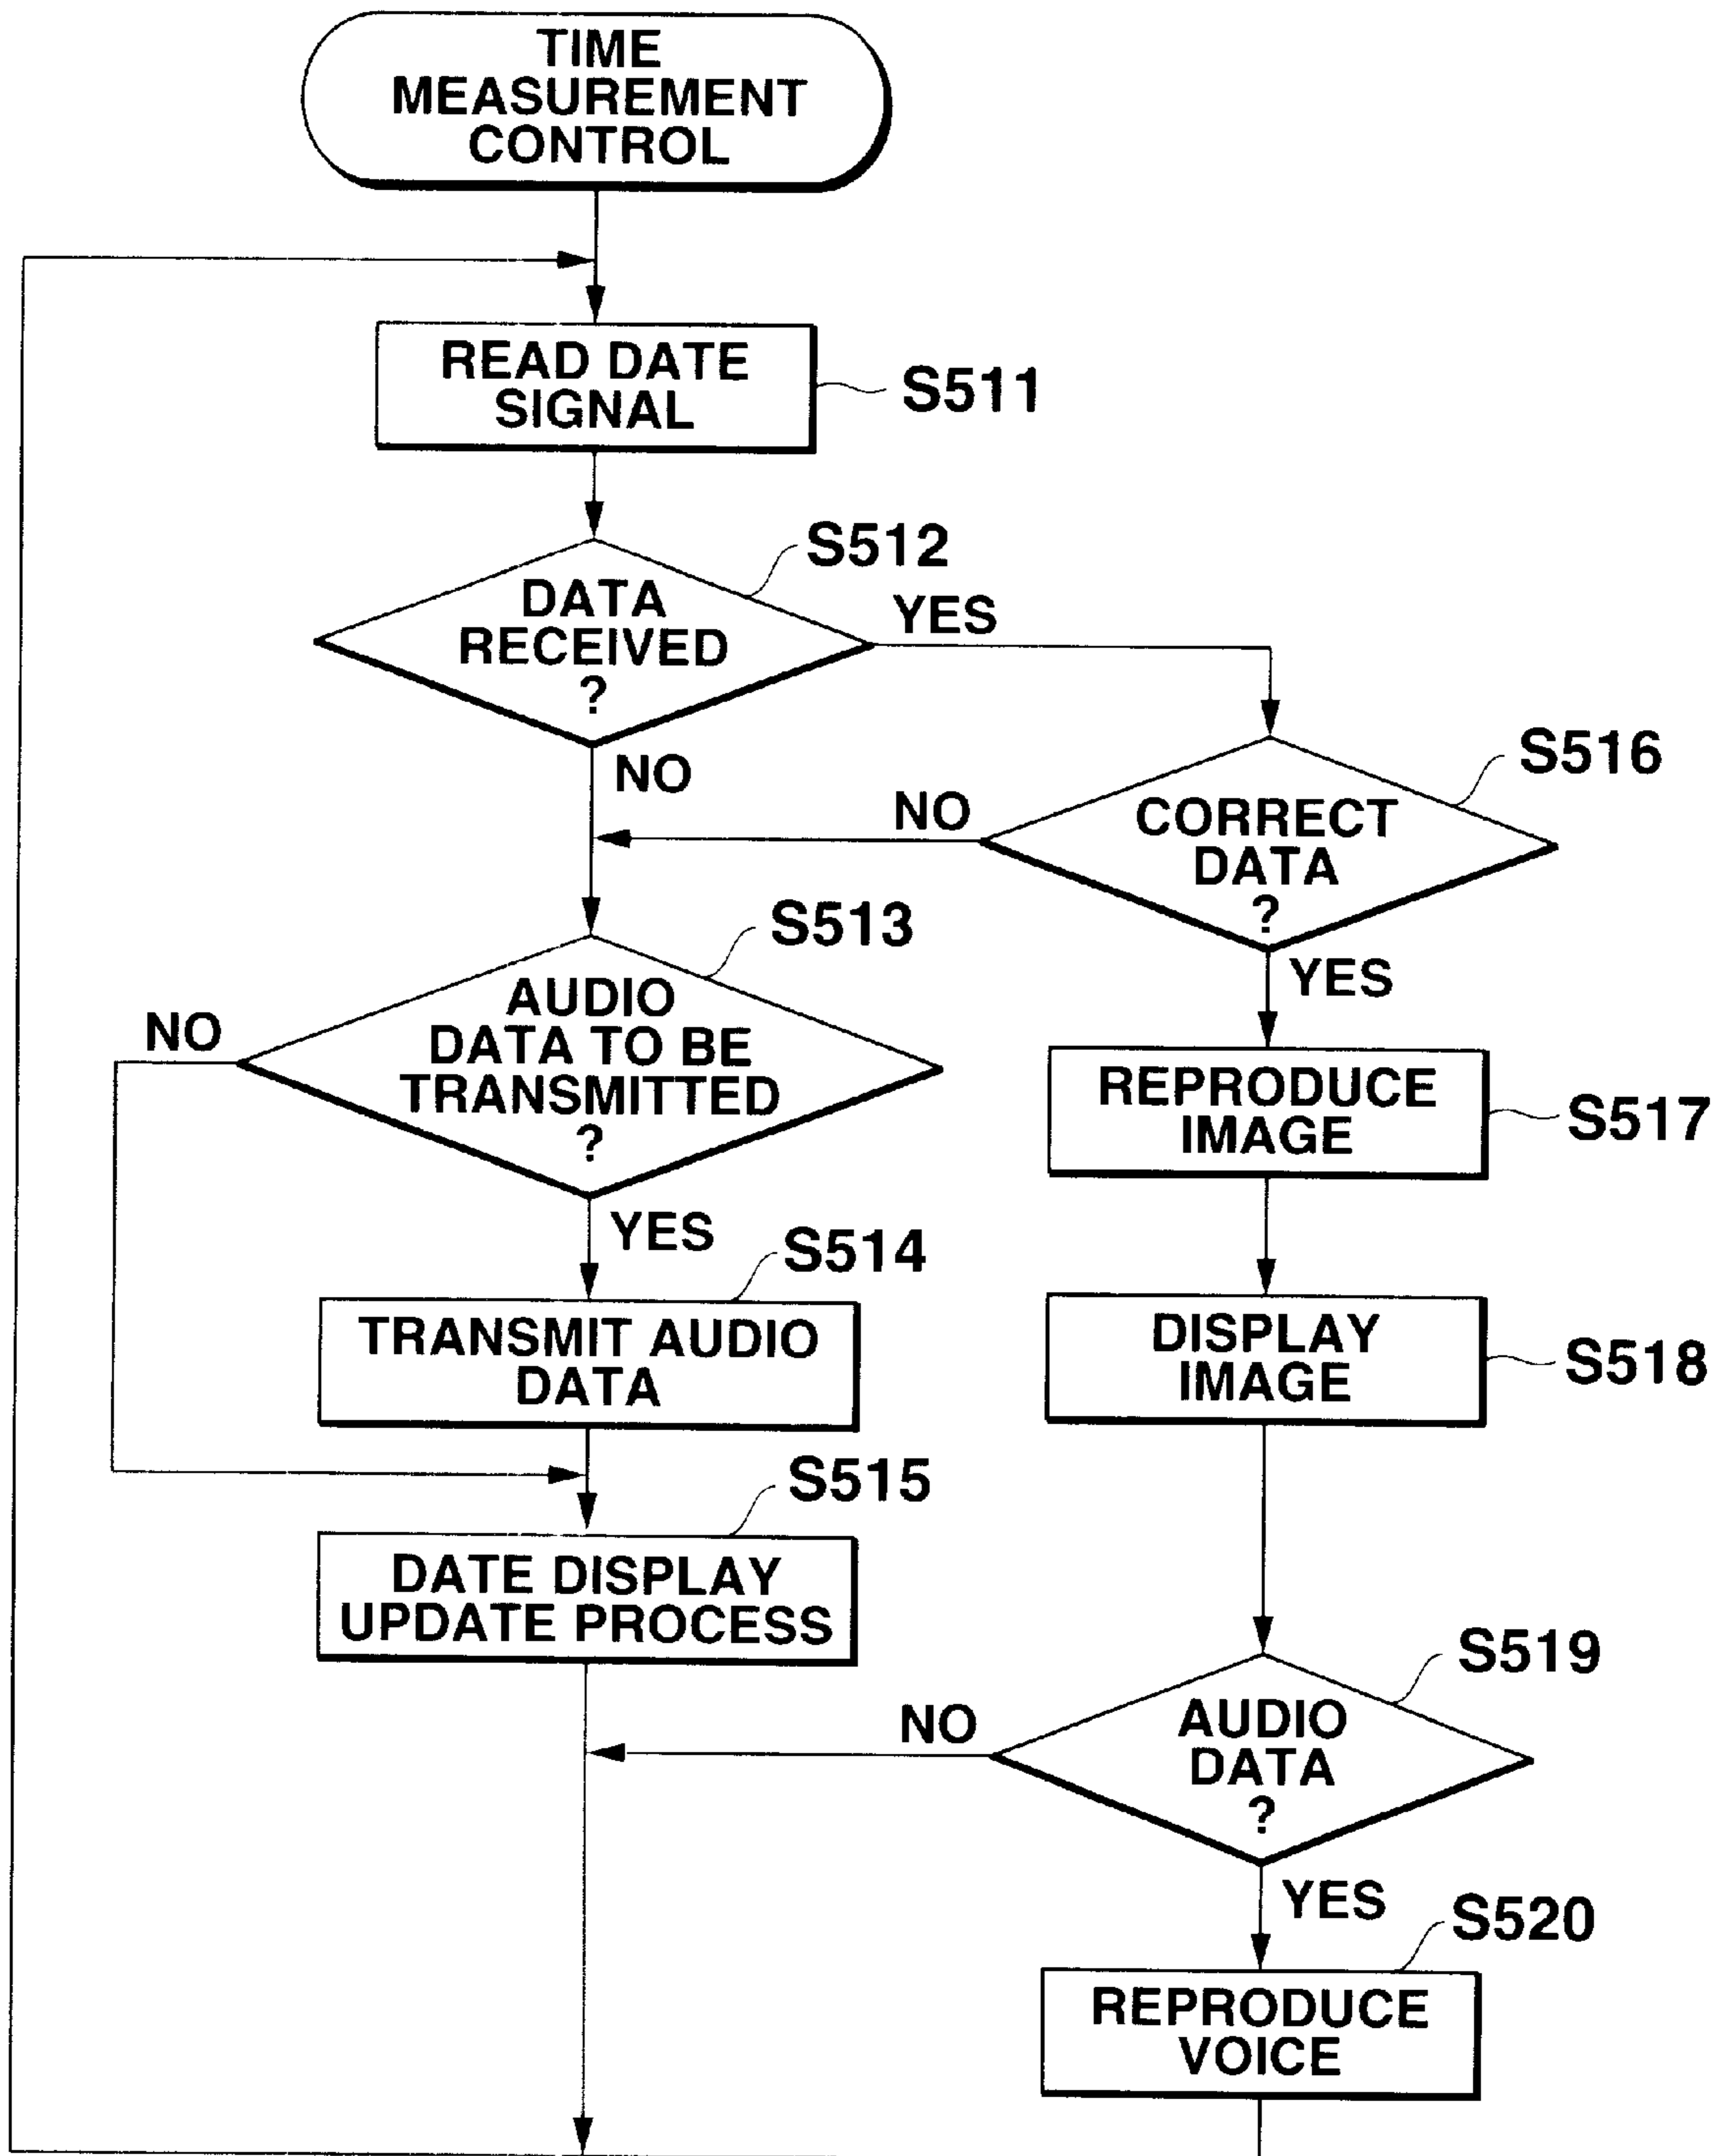 TIME
MEASUREMENT
CONTROL
READ DATE
SIGNAL
S511
S512
DATA
RECEIVED
?
YES
NO
S516
CORRECT
DATA
?
NO
YES
S513
AUDIO
DATA TO BE
TRANSMITTED
?
NO
YES
REPRODUCE
IMAGE
S517
S514
TRANSMIT AUDIO
DATA
DISPLAY
IMAGE
S518
S515
DATE DISPLAY
UPDATE PROCESS
S519
AUDIO
DATA
?
NO
YES
S520
REPRODUCE
VOICE